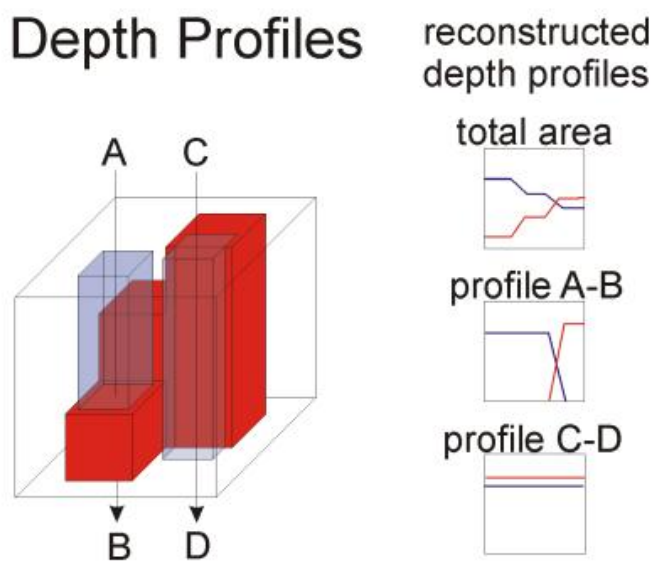 Depth Profiles
reconstructed
depth profiles
total area
A
C
profile A-B
profile C-D
B
D